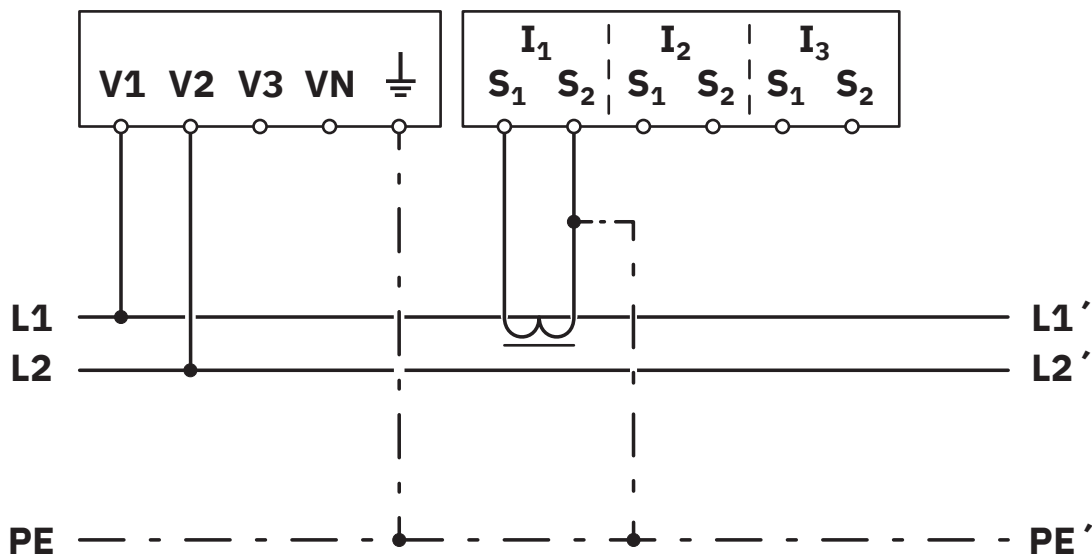 I₁ I₂ I₃
V1 V2 V3 VN S₁ S₂ S₁ S₂ S₁ S₂
L1 L1´
L2 L2´
PE PE´